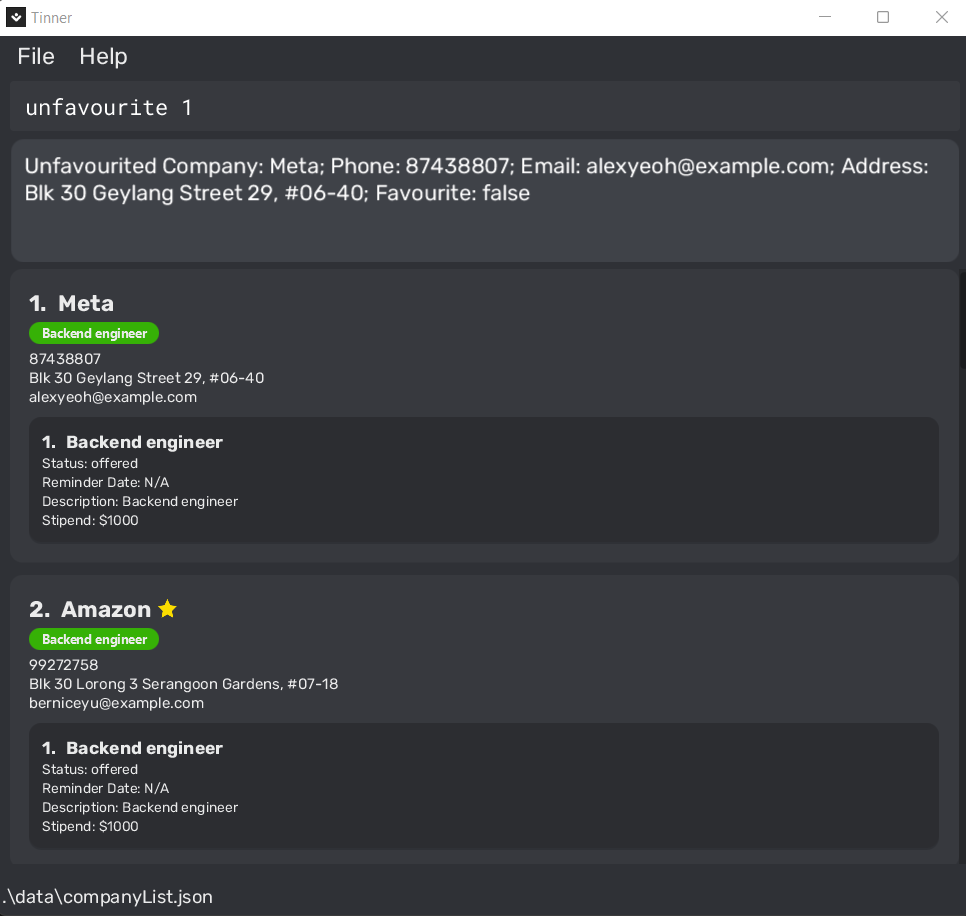 Tinner
File Help
unfavourite 1
Unfavourited Company: Meta; Phone: 87438807; Email: alexyeoh@example.com; Address:
Blk 30 Geylang Street 29, #06-40; Favourite: false
1. Meta
Backend engineer
87438807
Blk 30 Geylang Street 29, #06-40
alexyeoh@example.com
1. Backend engineer
Status: offered
Reminder Date: N/A
Description: Backend engineer
Stipend: $1000
2. Amazon
Backend engineer
99272758
Blk 30 Lorong 3 Serangoon Gardens, #07-18
berniceyu@example.com
1. Backend engineer
Status: offered
Reminder Date: N/A
Description: Backend engineer
Stipend: $1000
.\data\companyList.json